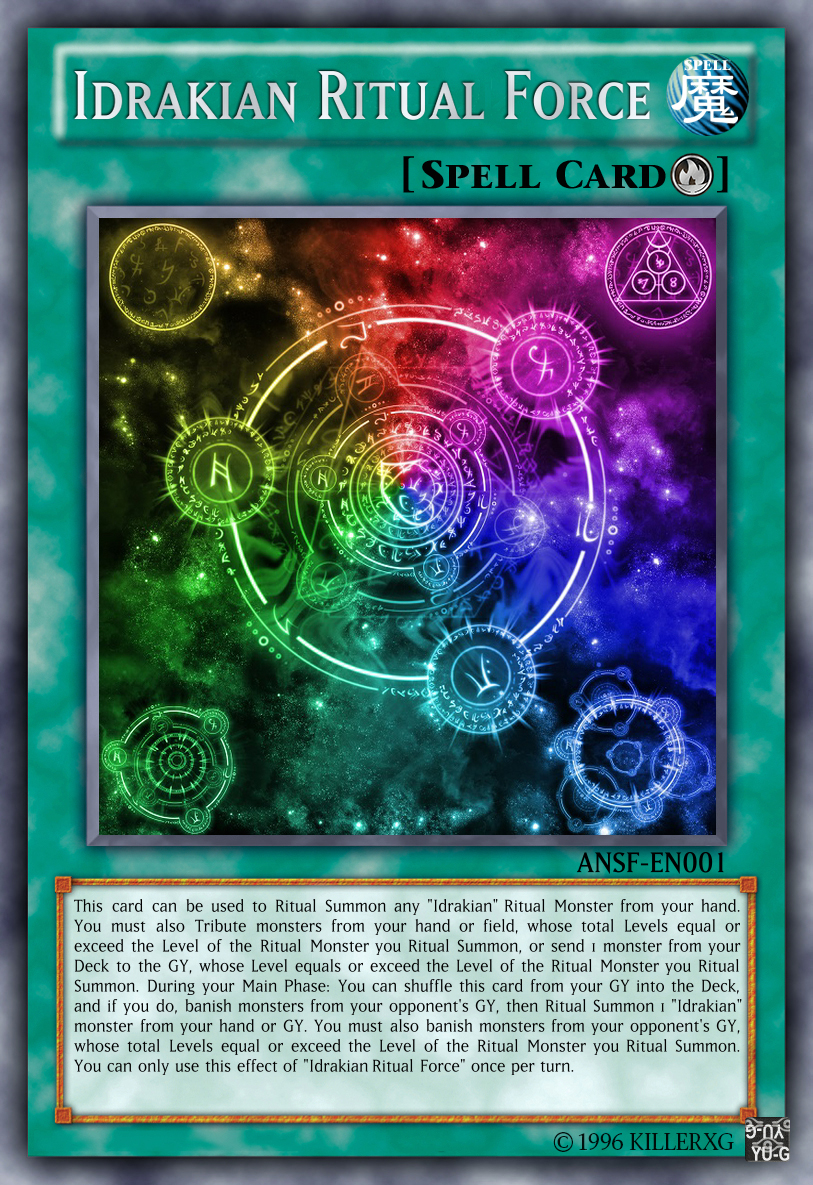 IDRAKIAN RITUAL FORCE
SPELL
魔
[SPELL CARD]
ANSF-EN001
This card can be used to Ritual Summon any "Idrakian" Ritual Monster from your hand.
You must also Tribute monsters from your hand or field, whose total Levels equal or
exceed the Level of the Ritual Monster you Ritual Summon, or send 1 monster from your
Deck to the GY, whose Level equals or exceed the Level of the Ritual Monster you Ritual
Summon. During your Main Phase: You can shuffle this card from your GY into the Deck,
and if you do, banish monsters from your opponent's GY, then Ritual Summon 1 "Idrakian"
monster from your hand or GY. You must also banish monsters from your opponent's GY,
whose total Levels equal or exceed the Level of the Ritual Monster you Ritual Summon.
You can only use this effect of "Idrakian Ritual Force" once per turn.
© 1996 KILLERXG
YU-G